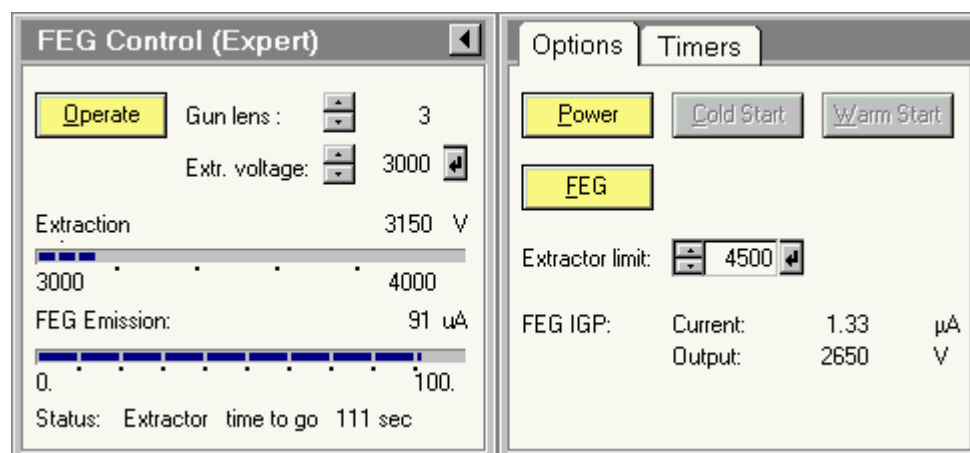 FEG Control (Expert)
Operate
Gun lens :
3
Extr. voltage:
3000
Extraction
3150 V
3000
4000
FEG Emission:
91 uA
0.
100.
Status: Extractor time to go 111 sec
Options
Timers
Power
Cold Start
Warm Start
FEG
Extractor limit:
4500
FEG IGP:
Current:
1.33
µA
Output:
2650
V